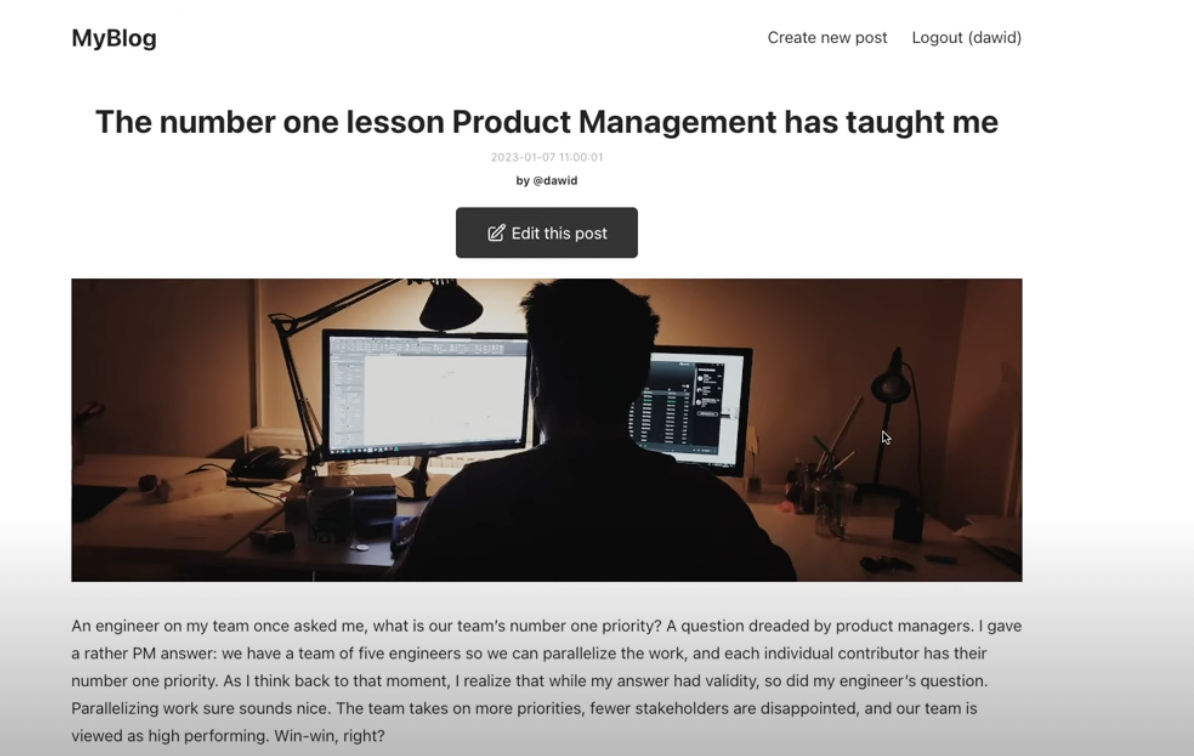 MyBlog
Create new post
Logout (dawid)
The number one lesson Product Management has taught me
2023-01-07 11:00:01
by @dawid
Edit this post
An engineer on my team once asked me, what is our team’s number one priority? A question dreaded by product managers. I gave
a rather PM answer: we have a team of five engineers so we can parallelize the work, and each individual contributor has their
number one priority. As I think back to that moment, I realize that while my answer had validity, so did my engineer’s question.
Parallelizing work sure sounds nice. The team takes on more priorities, fewer stakeholders are disappointed, and our team is
viewed as high performing. Win-win, right?